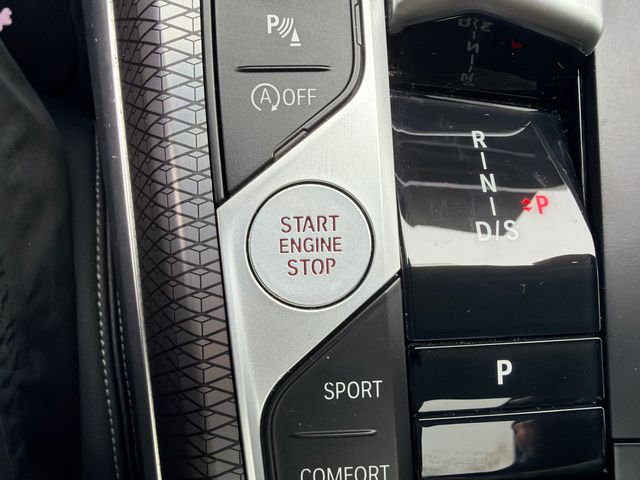 P
A OFF
START
ENGINE
STOP
SPORT
COMFORT
R
N
D/S
P
P